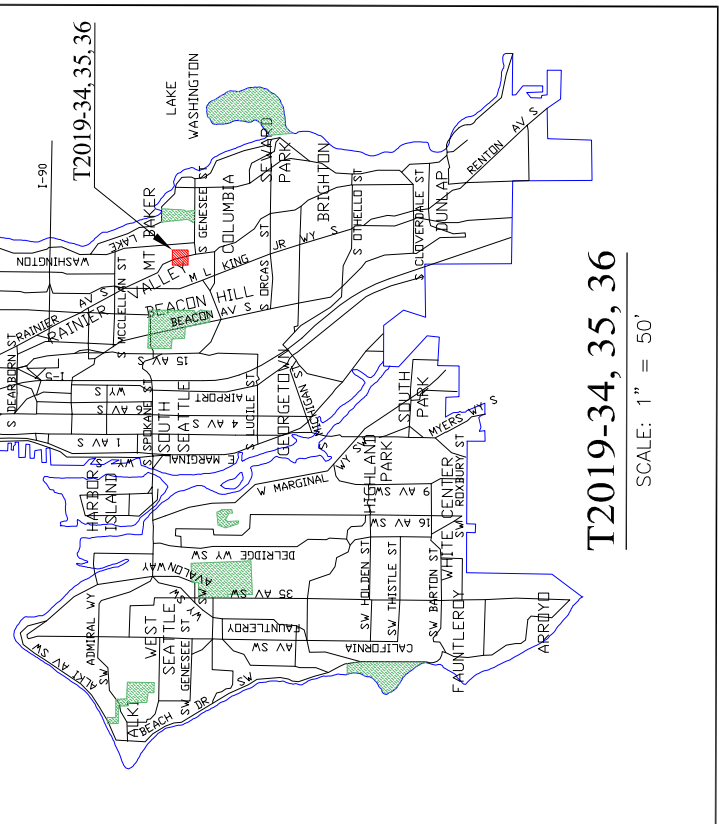 T2019-34, 35, 36
I-90
LAKE
WASHINGTON
LAKE
WASHINGTON
MT BAKER
S GENESEE ST
COLUMBIA
SEWARD
PARK
BRIGHTON
S OTHELLO ST
S CLOVERDALE ST
DUNLAP
RENTON AV S
S DEARBORN ST
RAINIER AV S
RAINIER VALLEY
S MCCLELLAN ST
M L KING JR WY S
S ORCAS ST
BEACON HILL
BEACON AV S
15 AV S
I-5
AIRPORT WY S
6 AV S
4 AV S
1 AV S
S SPOKANE ST
SOUTH
SEATTLE
S LUCILE ST
GEORGETOWN
S MICHIGAN ST
E MARGINAL WY S
HARBOR
ISLAND
W MARGINAL WY SW
HIGHLAND
PARK
SOUTH
PARK
MYERS WY S
9 AV SW
16 AV SW
WHITE CENTER
SW ROXBURY ST
DELRIDGE WY SW
SW AVALONWAY
35 AV SW
SW HOLDEN ST
SW THISTLE ST
SW BARTON ST
SW ADMIRAL WY
WEST
SEATTLE
SW GENESEE ST
FAUNTLEROY WY SW
CALIFORNIA AV SW
FAUNTLEROY
ARROYO
ALKI AV SW
ALKI
BEACH DR SW
T2019-34, 35, 36
SCALE: 1" = 50'